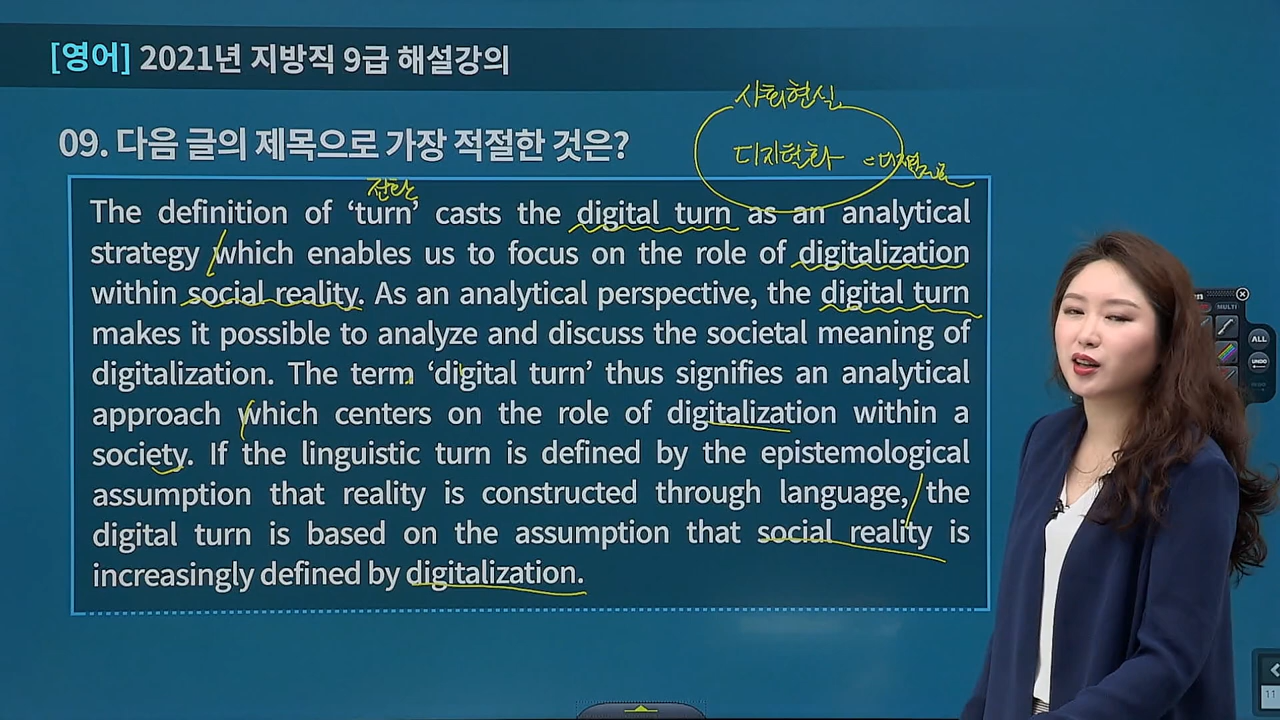 [영어] 2021년 지방직 9급 해설강의
사회현실
09. 다음 글의 제목으로 가장 적절한 것은?
디지털화
전환
The definition of ‘turn’ casts the digital turn as an analytical
strategy which enables us to focus on the role of digitalization
within social reality. As an analytical perspective, the digital turn
makes it possible to analyze and discuss the societal meaning of
digitalization. The term ‘digital turn’ thus signifies an analytical
approach which centers on the role of digitalization within a
society. If the linguistic turn is defined by the epistemological
assumption that reality is constructed through language, the
digital turn is based on the assumption that social reality is
increasingly defined by digitalization.
MULTI
ALL
UNDO
11